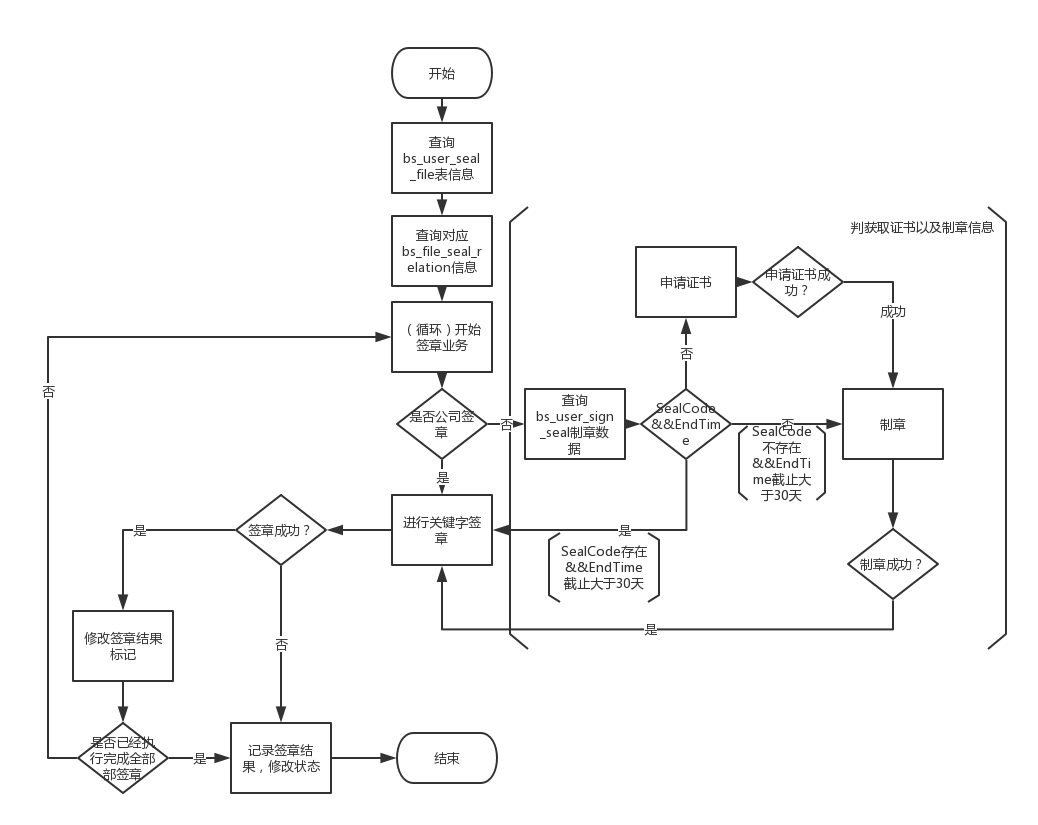 开始
查询
bs_user_seal
_file表信息
查询对应
bs_file_seal_r
elation信息
判获取证书以及制章信息
申请证书
申请证书成
功？
成功
（循环）开始
签章业务
否
否
是否公司签
章
否
查询
bs_user_sign
_seal制章数
据
SealCode
&&EndTim
e
否
SealCode
不存在
&&EndTi
me截止大
于30天
制章
是
进行关键字签
章
签章成功？
是
是
SealCode存在
&&EndTime
截止大于30天
制章成功？
是
修改签章结果
标记
否
是否已经执
行完成全部
部签章
是
记录签章结
果，修改状态
结束